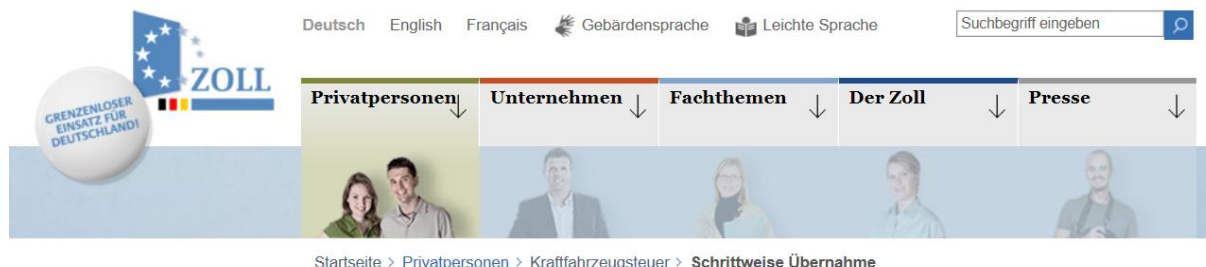 Deutsch English Français Gebärdensprache Leichte Sprache Suchbegriff eingeben
ZOLL
GRENZENLOSER
EINSATZ FÜR
DEUTSCHLAND!
Privatpersonen Unternehmen Fachthemen Der Zoll Presse
Startseite > Privatpersonen > Kraftfahrzeugsteuer > Schrittweise Übernahme